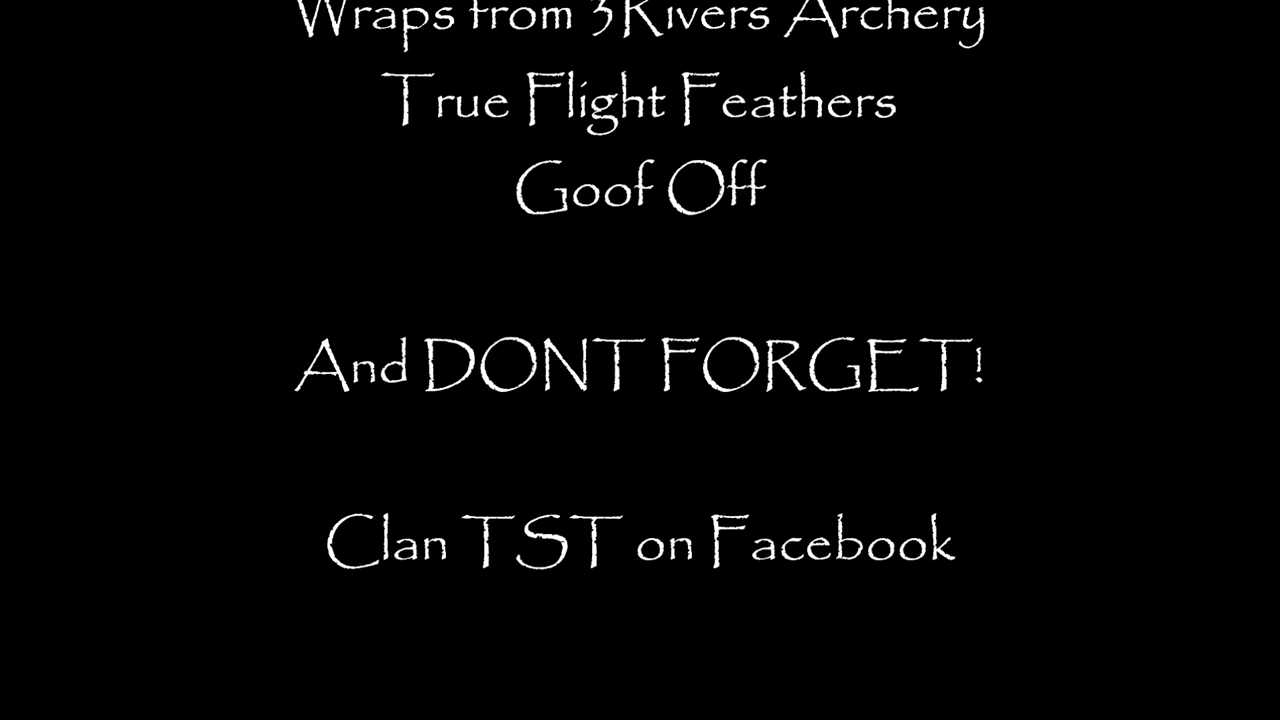 Wraps from 3Rivers Archery
True Flight Feathers
Goof Off
And DONT FORGET!
Clan TST on Facebook